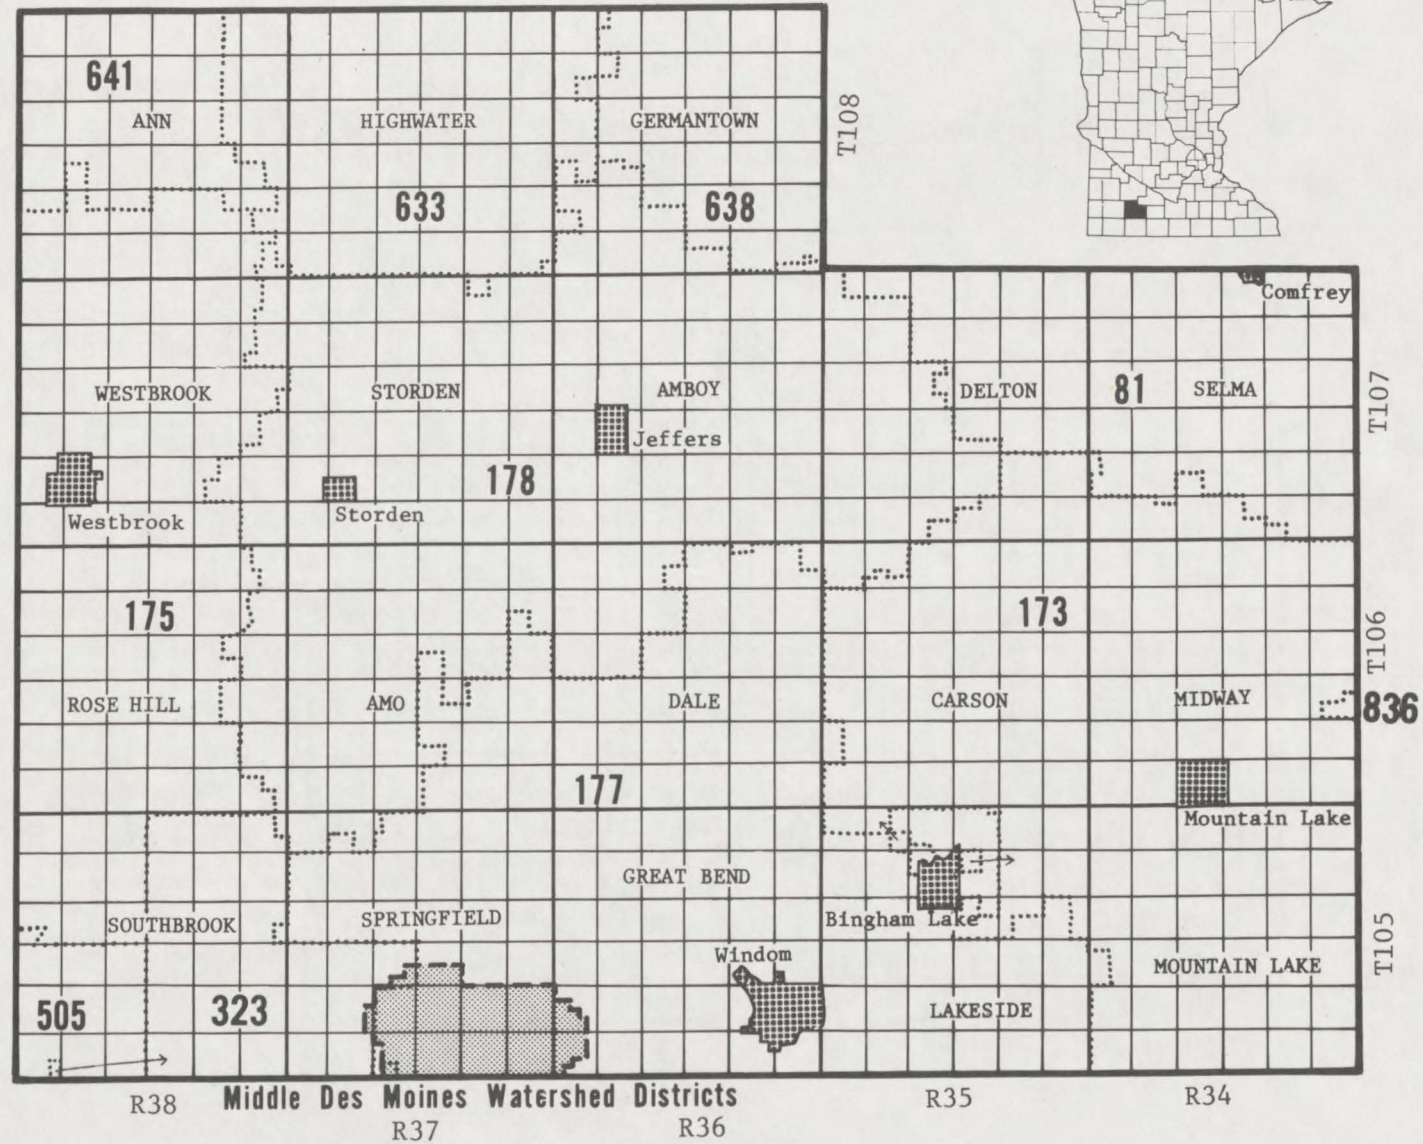 641
ANN
HIGHWATER
GERMANTOWN
T108
633
638
Comfrey
WESTBROOK
STORDEN
AMBOY
DELTON
81
SELMA
T107
Jeffers
178
Westbrook
Storden
175
173
T106
ROSE HILL
AMO
DALE
CARSON
MIDWAY
836
177
Mountain Lake
GREAT BEND
SOUTHBROOK
SPRINGFIELD
Bingham Lake
T105
Windom
MOUNTAIN LAKE
505
323
LAKESIDE
Middle Des Moines Watershed Districts
R38
R37
R36
R35
R34